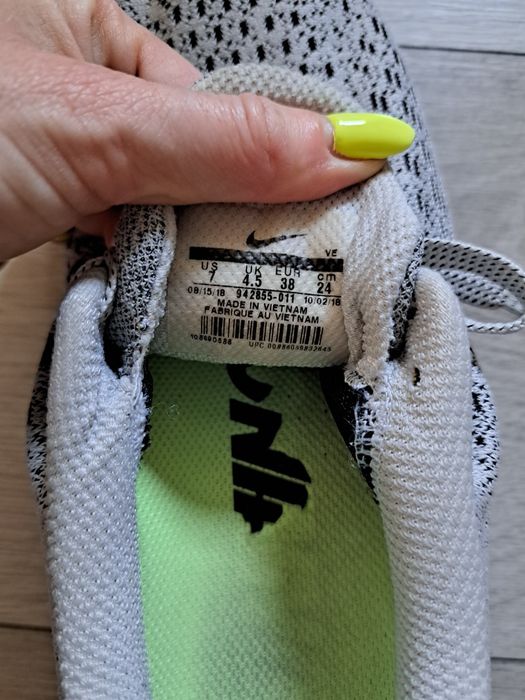 VE
US UK EUR cm
7 4.5 38 24
08/15/18 942855-011 10/02/18
MADE IN VIETNAM
FABRIQUE AU VIETNAM
UPC